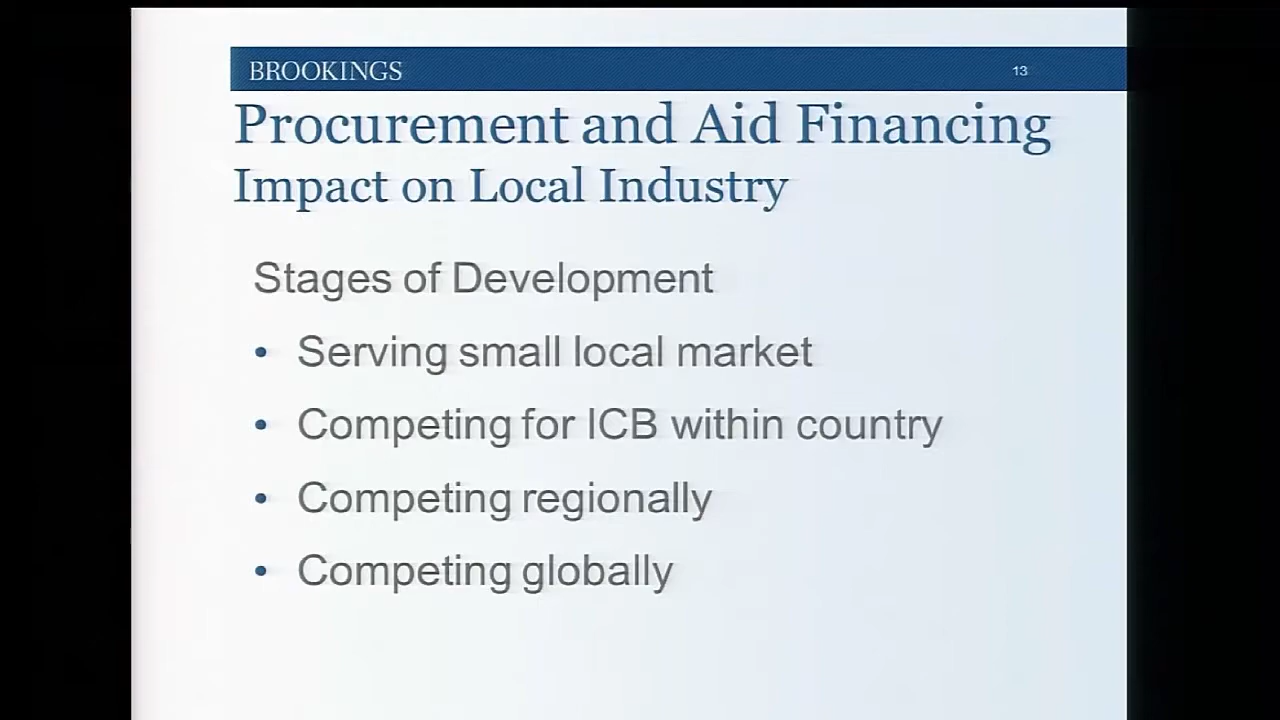 BROOKINGS 13
Procurement and Aid Financing
Impact on Local Industry
Stages of Development
• Serving small local market
• Competing for ICB within country
• Competing regionally
• Competing globally